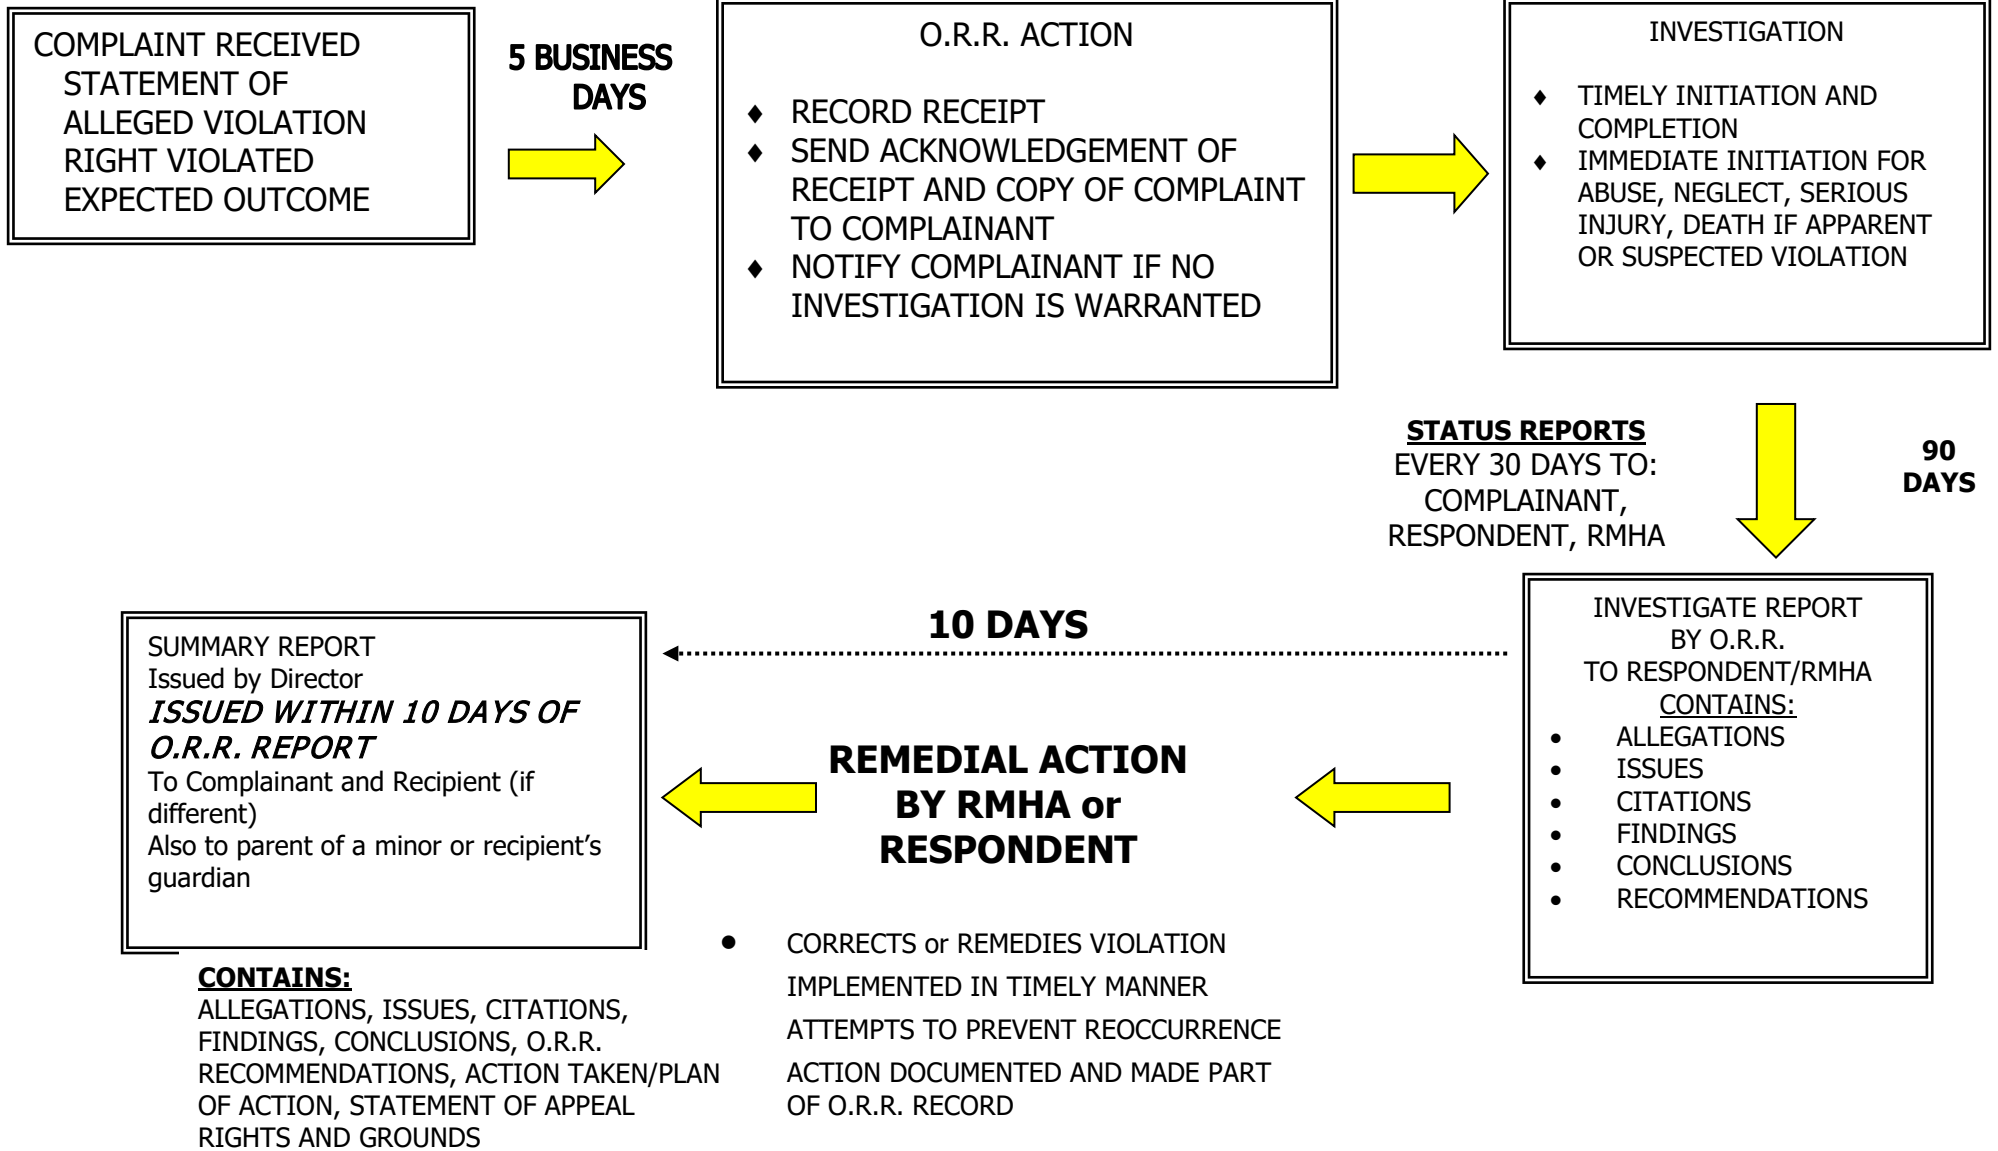 COMPLAINT RECEIVED
STATEMENT OF
ALLEGED VIOLATION
RIGHT VIOLATED
EXPECTED OUTCOME
5 BUSINESS
DAYS
O.R.R. ACTION
♦ RECORD RECEIPT
♦ SEND ACKNOWLEDGEMENT OF
RECEIPT AND COPY OF COMPLAINT
TO COMPLAINANT
♦ NOTIFY COMPLAINANT IF NO
INVESTIGATION IS WARRANTED
INVESTIGATION
♦ TIMELY INITIATION AND
COMPLETION
♦ IMMEDIATE INITIATION FOR
ABUSE, NEGLECT, SERIOUS
INJURY, DEATH IF APPARENT
OR SUSPECTED VIOLATION
STATUS REPORTS
EVERY 30 DAYS TO:
COMPLAINANT,
RESPONDENT, RMHA
90
DAYS
INVESTIGATE REPORT
BY O.R.R.
TO RESPONDENT/RMHA
CONTAINS:
• ALLEGATIONS
• ISSUES
• CITATIONS
• FINDINGS
• CONCLUSIONS
• RECOMMENDATIONS
10 DAYS
REMEDIAL ACTION
BY RMHA or
RESPONDENT
• CORRECTS or REMEDIES VIOLATION
IMPLEMENTED IN TIMELY MANNER
ATTEMPTS TO PREVENT REOCCURRENCE
ACTION DOCUMENTED AND MADE PART
OF O.R.R. RECORD
SUMMARY REPORT
Issued by Director
ISSUED WITHIN 10 DAYS OF
O.R.R. REPORT
To Complainant and Recipient (if
different)
Also to parent of a minor or recipient’s
guardian
CONTAINS:
ALLEGATIONS, ISSUES, CITATIONS,
FINDINGS, CONCLUSIONS, O.R.R.
RECOMMENDATIONS, ACTION TAKEN/PLAN
OF ACTION, STATEMENT OF APPEAL
RIGHTS AND GROUNDS